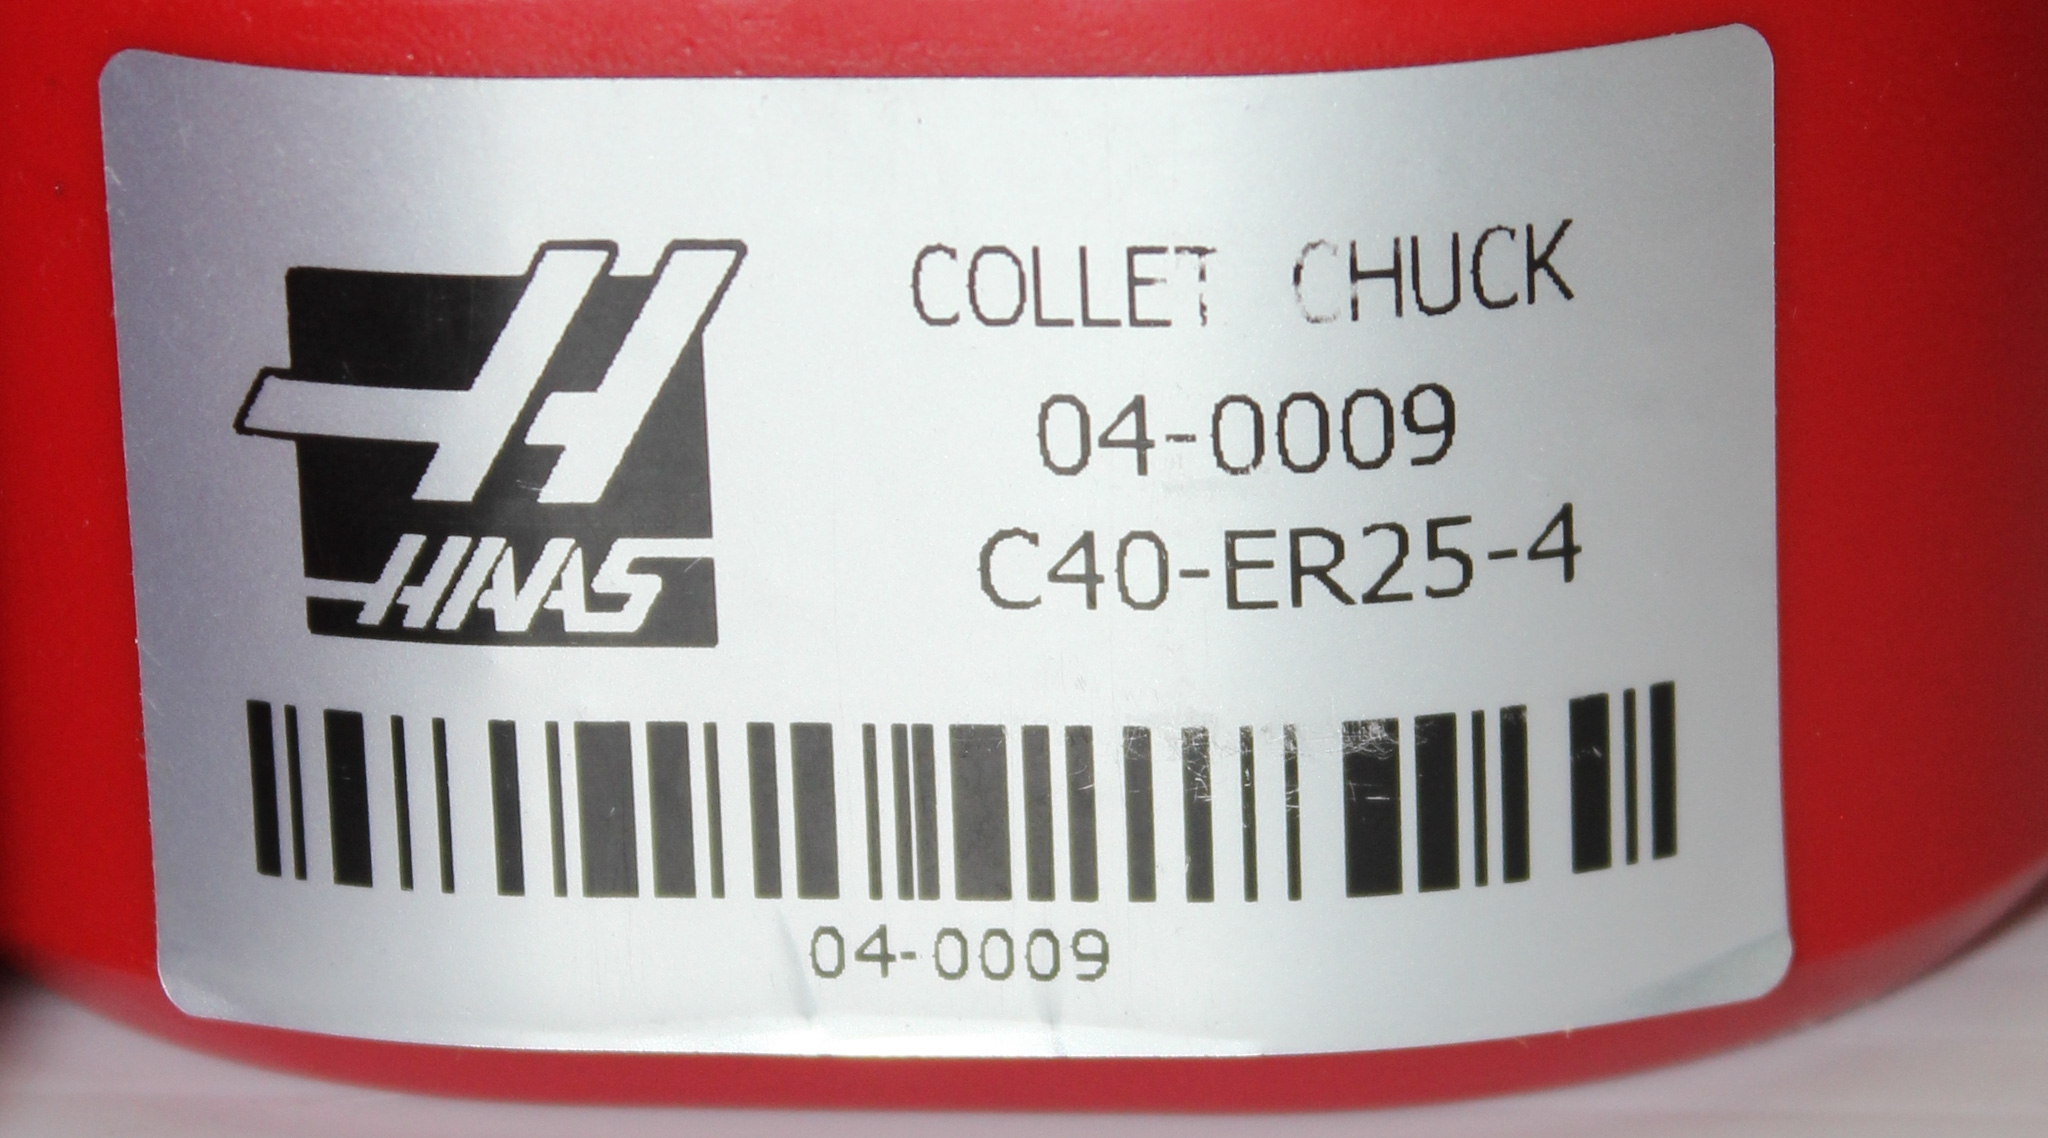 COLLET CHUCK
04-0009
C40-ER25-4
HAAS
04-0009